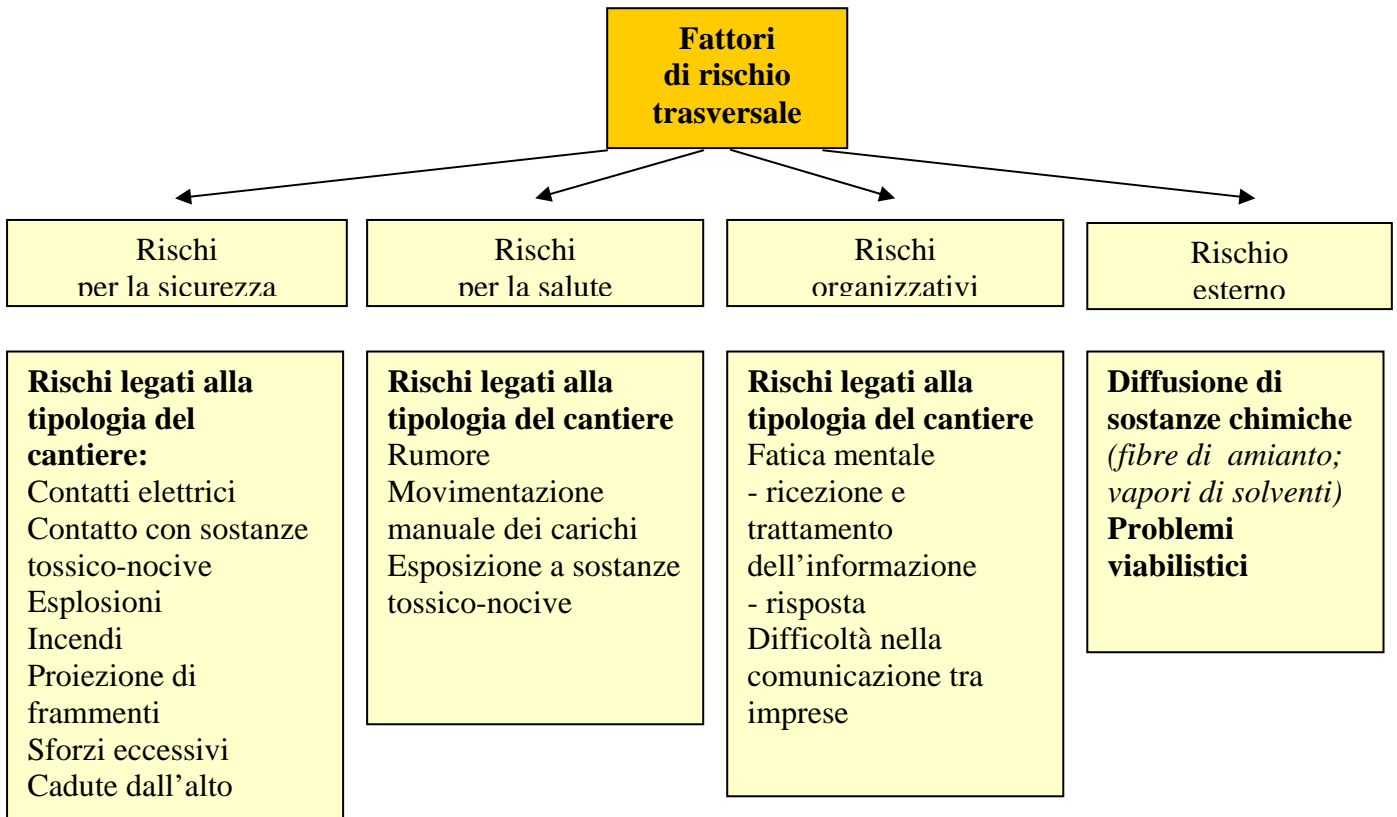 Fattori
di rischio
trasversale
Rischi
per la sicurezza
Rischi
per la salute
Rischi
organizzativi
Rischio
esterno
Rischi legati alla
tipologia del
cantiere:
Contatti elettrici
Contatto con sostanze
tossico-nocive
Esplosioni
Incendi
Proiezione di
frammenti
Sforzi eccessivi
Cadute dall’alto
Rischi legati alla
tipologia del cantiere
Rumore
Movimentazione
manuale dei carichi
Esposizione a sostanze
tossico-nocive
Rischi legati alla
tipologia del cantiere
Fatica mentale
- ricezione e
trattamento
dell’informazione
- risposta
Difficoltà nella
comunicazione tra
imprese
Diffusione di
sostanze chimiche
(fibre di amianto;
vapori di solventi)
Problemi
viabilistici